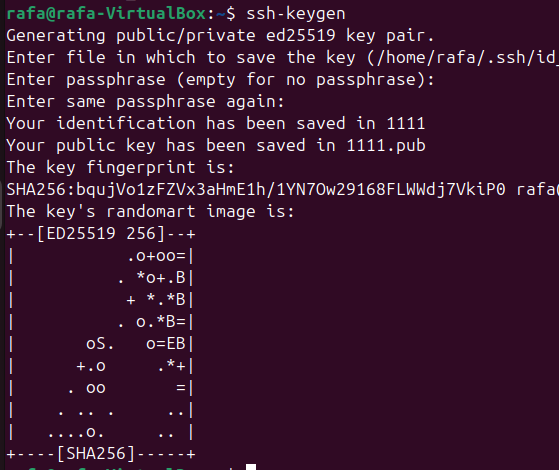 rafa@rafa-VirtualBox:~$ ssh-keygen
Generating public/private ed25519 key pair.
Enter file in which to save the key (/home/rafa/.ssh/id_
Enter passphrase (empty for no passphrase):
Enter same passphrase again:
Your identification has been saved in 1111
Your public key has been saved in 1111.pub
The key fingerprint is:
SHA256:bqujVo1zFZVx3aHmE1h/1YN7Ow29168FLWWdj7VkiP0 rafa@
The key's randomart image is:
+--[ED25519 256]--+
|          .o+oo=|
|         . *o+.B|
|          + *.*B|
|         . o.*B=|
|      oS.   o=EB|
|     +.o     .*+|
|    . oo       =|
|   . .. .     ..|
|  ....o.     .. |
+----[SHA256]-----+